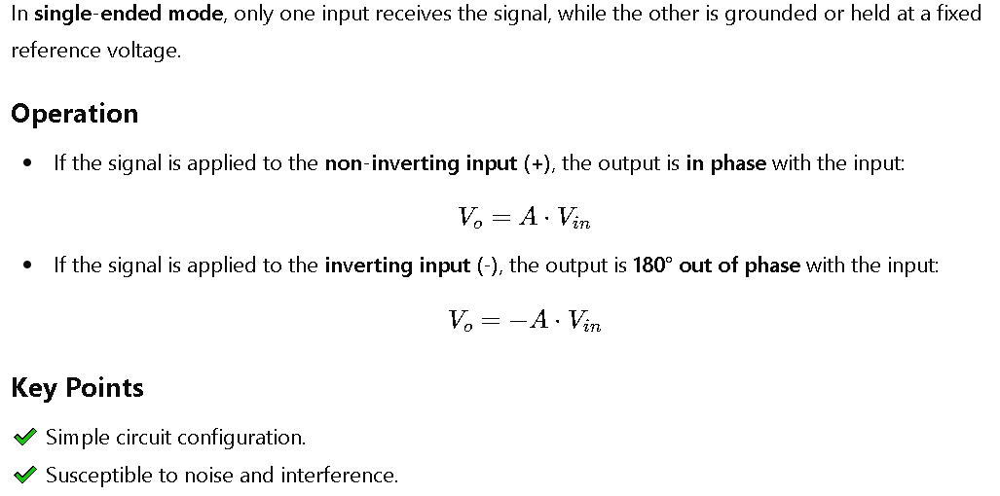 In single-ended mode, only one input receives the signal, while the other is grounded or held at a fixed
reference voltage.
Operation
• If the signal is applied to the non-inverting input (+), the output is in phase with the input:
V_o = A · V_{in}
• If the signal is applied to the inverting input (-), the output is 180° out of phase with the input:
V_o = −A · V_{in}
Key Points
✔ Simple circuit configuration.
✔ Susceptible to noise and interference.